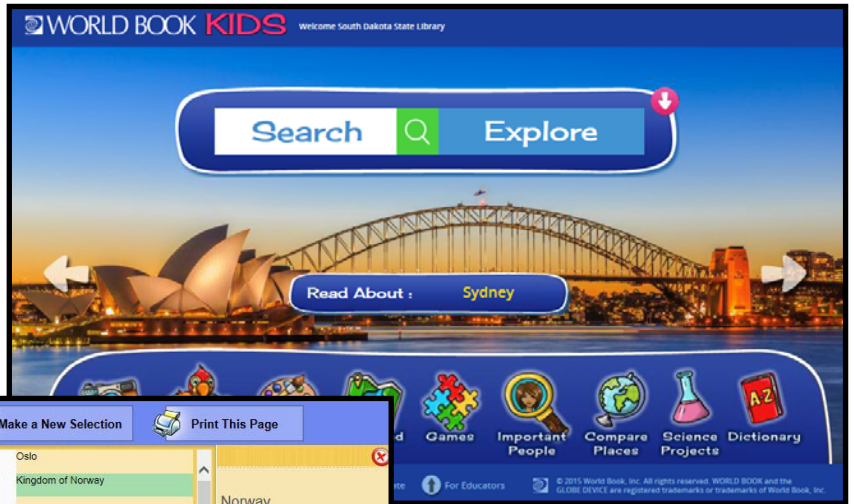 WORLD BOOK KIDS Welcome South Dakota State Library
Search Explore
Read About : Sydney
Games Important People Compare Places Science Projects Dictionary
For Educators © 2015 World Book, Inc. All rights reserved. WORLD BOOK and the
GLOBE DEVICE are registered trademarks or trademarks of World Book, Inc.
Make a New Selection Print This Page
Oslo
Kingdom of Norway
Norway